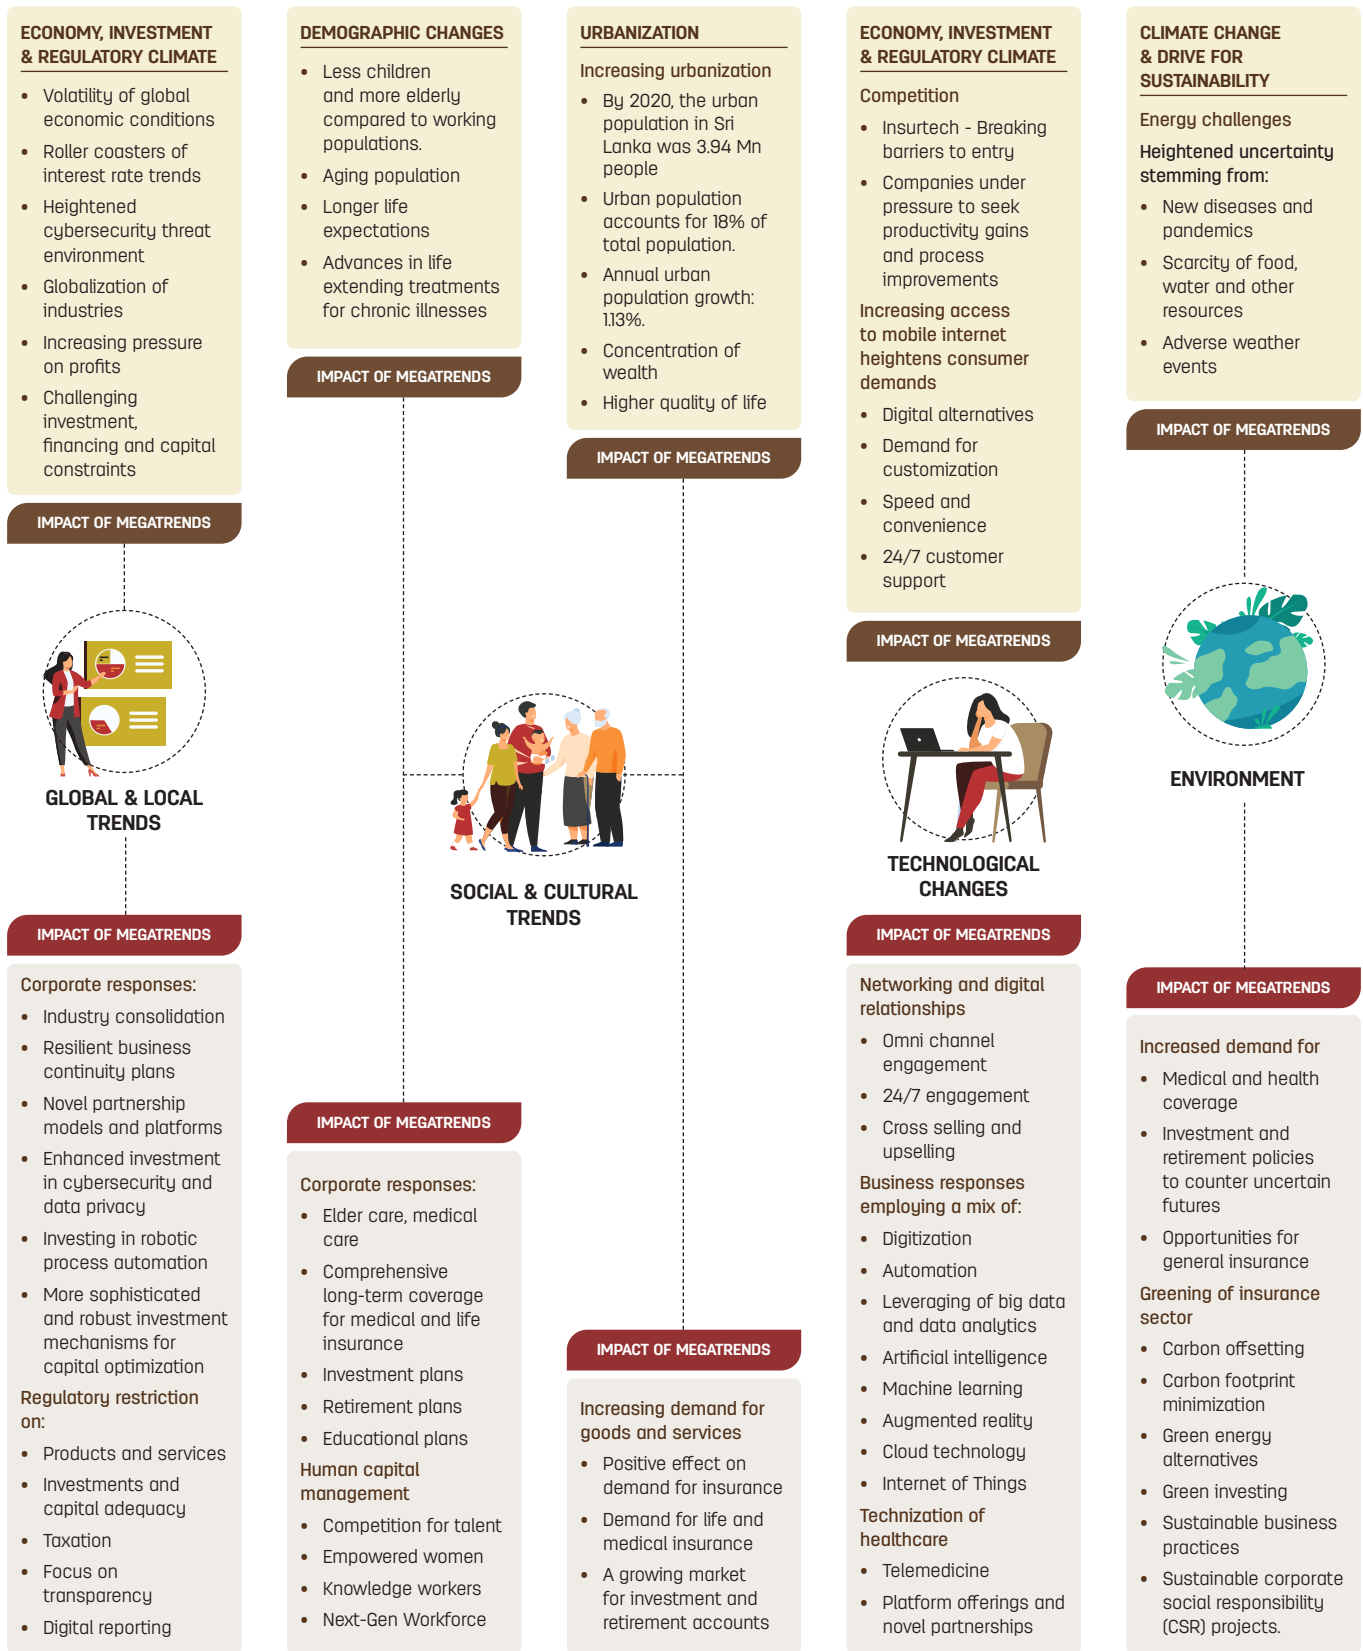 ECONOMY, INVESTMENT
& REGULATORY CLIMATE
• Volatility of global
economic conditions
• Roller coasters of
interest rate trends
• Heightened
cybersecurity threat
environment
• Globalization of
industries
• Increasing pressure
on profits
• Challenging
investment,
financing and capital
constraints
IMPACT OF MEGATRENDS
GLOBAL & LOCAL
TRENDS
IMPACT OF MEGATRENDS
Corporate responses:
• Industry consolidation
• Resilient business
continuity plans
• Novel partnership
models and platforms
• Enhanced investment
in cybersecurity and
data privacy
• Investing in robotic
process automation
• More sophisticated
and robust investment
mechanisms for
capital optimization
Regulatory restriction
on:
• Products and services
• Investments and
capital adequacy
• Taxation
• Focus on
transparency
• Digital reporting
DEMOGRAPHIC CHANGES
• Less children
and more elderly
compared to working
populations.
• Aging population
• Longer life
expectations
• Advances in life
extending treatments
for chronic illnesses
IMPACT OF MEGATRENDS
URBANIZATION
Increasing urbanization
• By 2020, the urban
population in Sri
Lanka was 3.94 Mn
people
• Urban population
accounts for 18% of
total population.
• Annual urban
population growth:
1.13%.
• Concentration of
wealth
• Higher quality of life
IMPACT OF MEGATRENDS
SOCIAL & CULTURAL
TRENDS
IMPACT OF MEGATRENDS
Corporate responses:
• Elder care, medical
care
• Comprehensive
long-term coverage
for medical and life
insurance
• Investment plans
• Retirement plans
• Educational plans
Human capital
management
• Competition for talent
• Empowered women
• Knowledge workers
• Next-Gen Workforce
IMPACT OF MEGATRENDS
Increasing demand for
goods and services
• Positive effect on
demand for insurance
• Demand for life and
medical insurance
• A growing market
for investment and
retirement accounts
ECONOMY, INVESTMENT
& REGULATORY CLIMATE
Competition
• Insurtech - Breaking
barriers to entry
• Companies under
pressure to seek
productivity gains
and process
improvements
Increasing access
to mobile internet
heightens consumer
demands
• Digital alternatives
• Demand for
customization
• Speed and
convenience
• 24/7 customer
support
IMPACT OF MEGATRENDS
TECHNOLOGICAL
CHANGES
IMPACT OF MEGATRENDS
Networking and digital
relationships
• Omni channel
engagement
• 24/7 engagement
• Cross selling and
upselling
Business responses
employing a mix of:
• Digitization
• Automation
• Leveraging of big data
and data analytics
• Artificial intelligence
• Machine learning
• Augmented reality
• Cloud technology
• Internet of Things
Technization of
healthcare
• Telemedicine
• Platform offerings and
novel partnerships
CLIMATE CHANGE
& DRIVE FOR
SUSTAINABILITY
Energy challenges
Heightened uncertainty
stemming from:
• New diseases and
pandemics
• Scarcity of food,
water and other
resources
• Adverse weather
events
IMPACT OF MEGATRENDS
ENVIRONMENT
IMPACT OF MEGATRENDS
Increased demand for
• Medical and health
coverage
• Investment and
retirement policies
to counter uncertain
futures
• Opportunities for
general insurance
Greening of insurance
sector
• Carbon offsetting
• Carbon footprint
minimization
• Green energy
alternatives
• Green investing
• Sustainable business
practices
• Sustainable corporate
social responsibility
(CSR) projects.